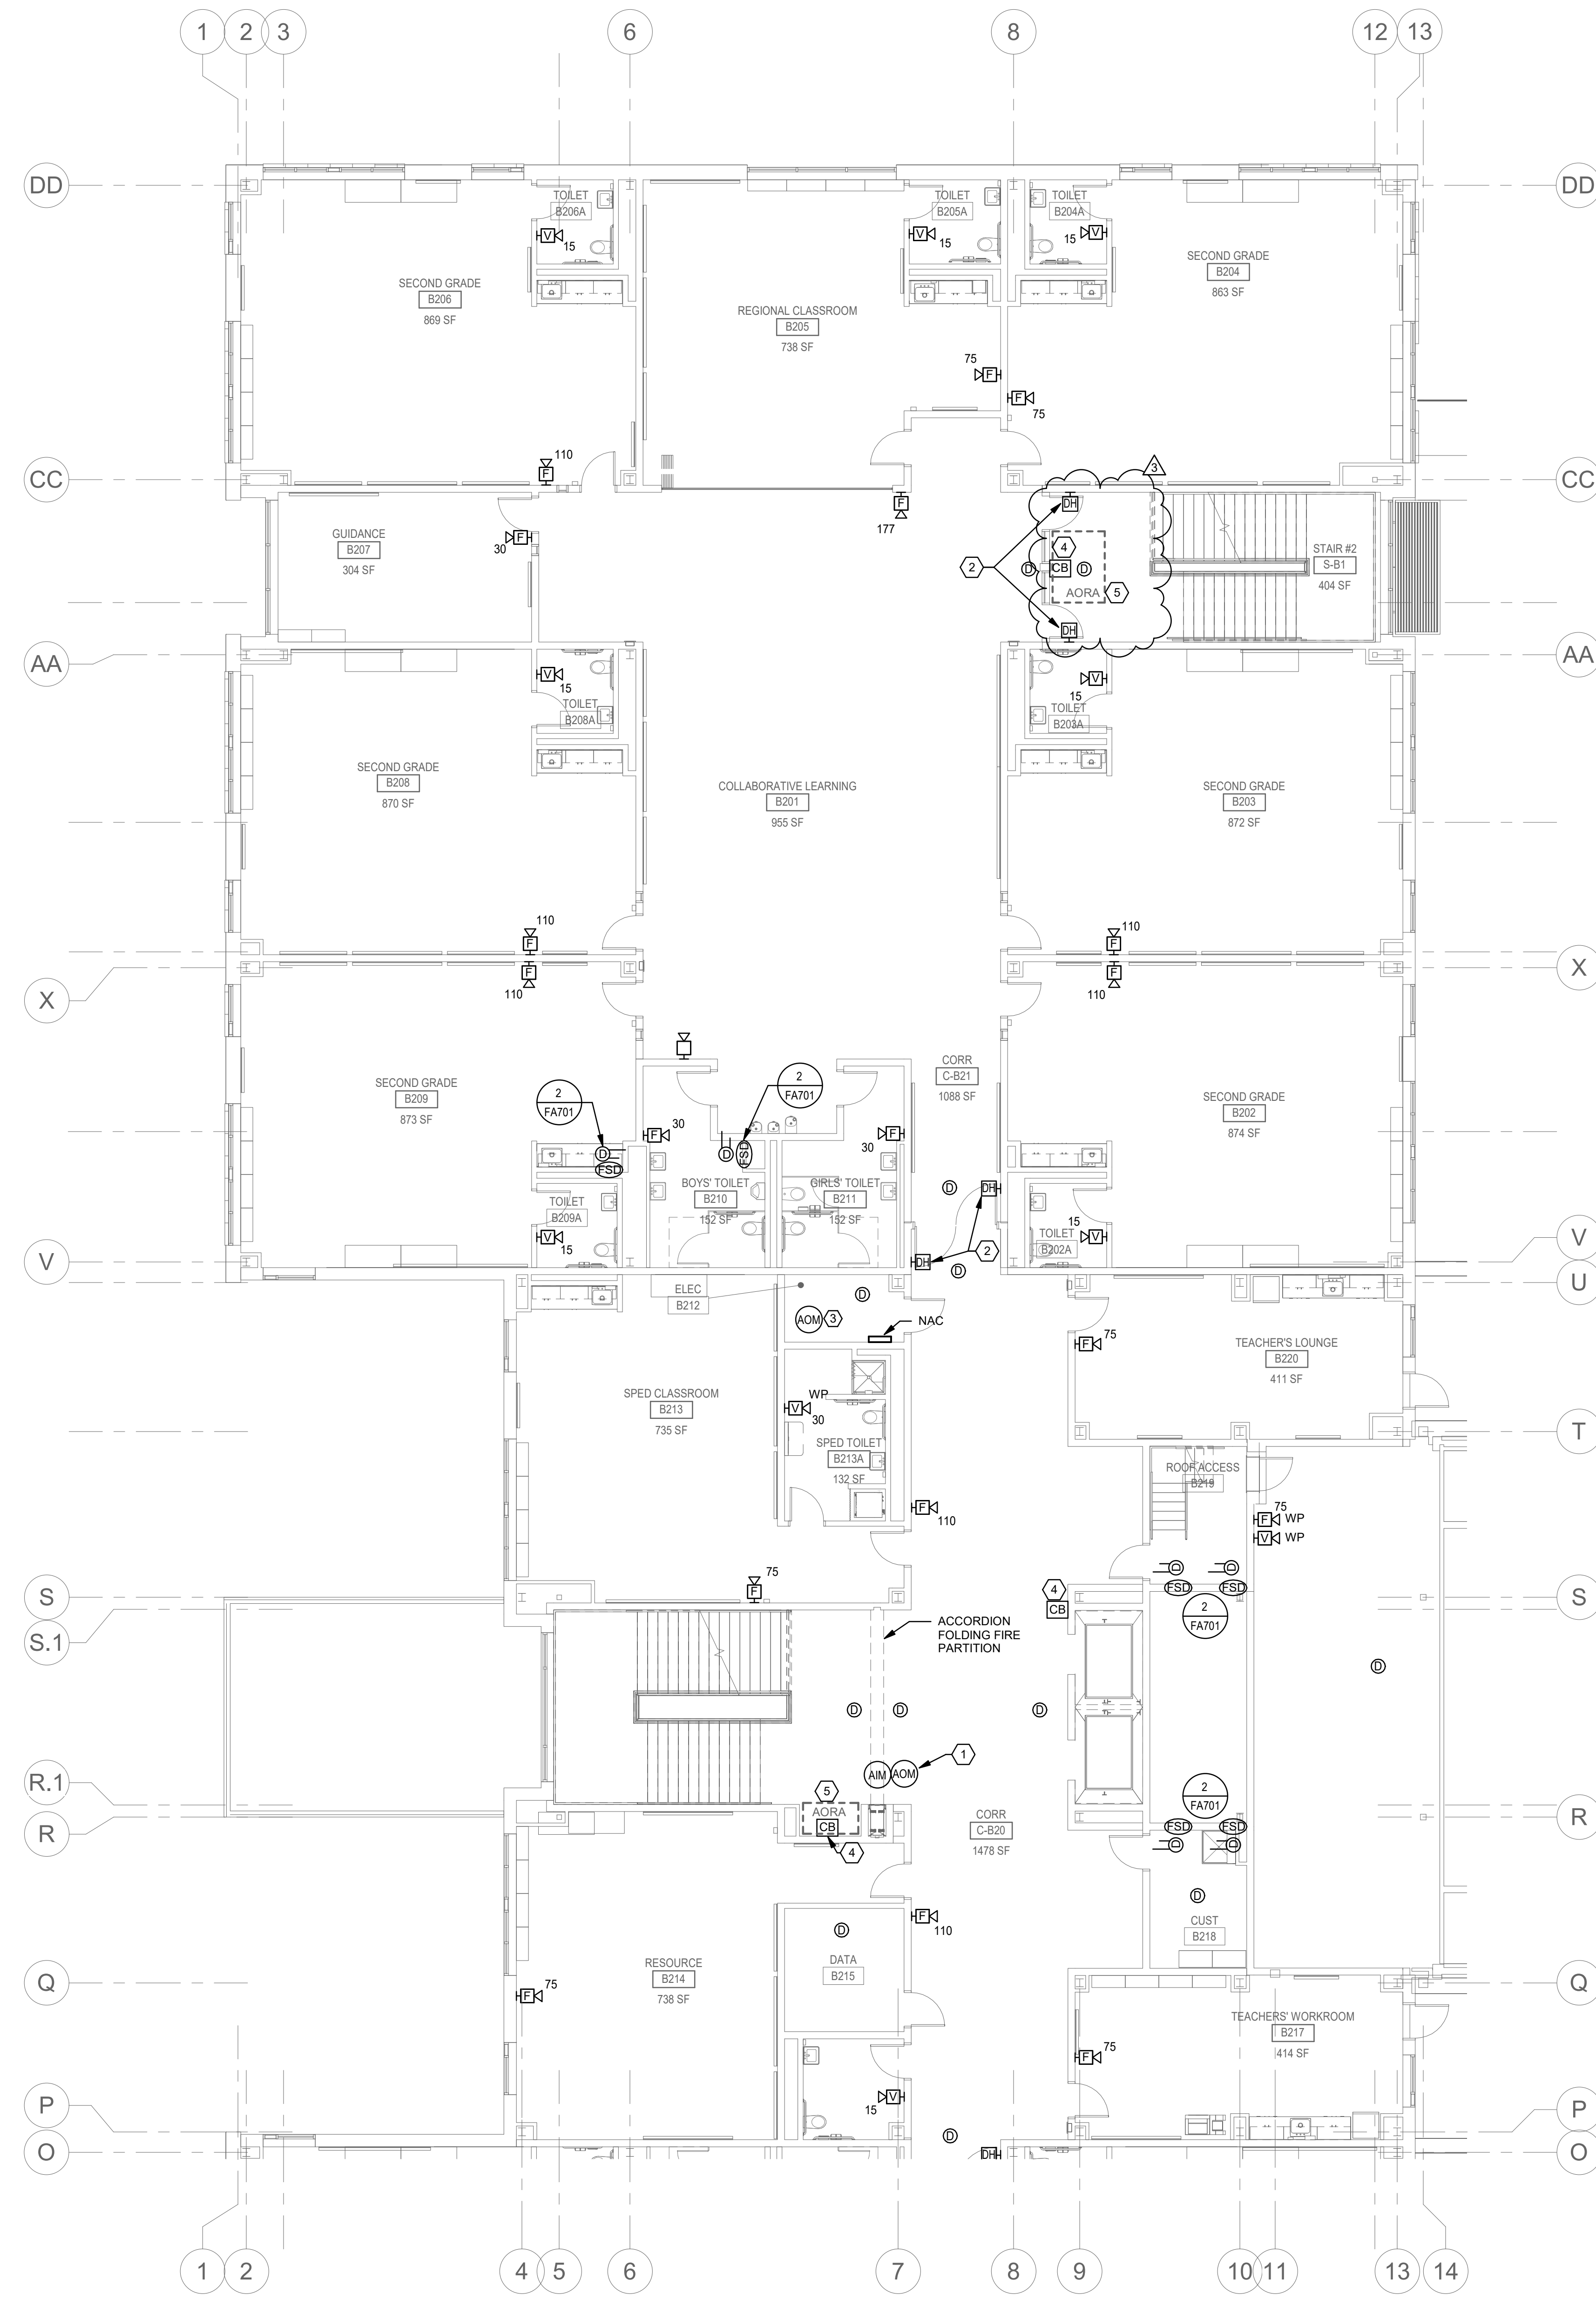 1 2 3 6 8 12 13
DD DD
TOILET
B206A
V
15
TOILET
B205A
V
15
TOILET
B204A
V
15
SECOND GRADE
B206
869 SF
REGIONAL CLASSROOM
B205
738 SF
SECOND GRADE
B204
863 SF
75
F
F
75
CC CC
110
F
3
F
177
DH
GUIDANCE
B207
304 SF
F
30
2
4
D CB D
AORA 5
DH
STAIR #2
S-B1
404 SF
AA AA
V
15
TOILET
B208A
V
15
TOILET
B203A
SECOND GRADE
B208
870 SF
COLLABORATIVE LEARNING
B201
955 SF
SECOND GRADE
B203
872 SF
110
F
110
F
X X
F
110
F
110
SECOND GRADE
B209
873 SF
2
FA701
2
FA701
CORR
C-B21
1088 SF
SECOND GRADE
B202
874 SF
F
30
F
30
D
FSD
D
FSD
BOYS' TOILET
B210
152 SF
GIRLS' TOILET
B211
152 SF
D
DH
TOILET
B209A
V
15
15
V
TOILET
B202A
2
DH
D
V V
U
ELEC
B212
D
AOM 3
NAC
F
75
TEACHER'S LOUNGE
B220
411 SF
SPED CLASSROOM
B213
735 SF
WP
V
30
SPED TOILET
B213A
132 SF
T
ROOF ACCESS
B219
F
110
75
F WP
V WP
75
F
D D
FSD FSD
S S
4
CB
2
FA701
S.1
ACCORDION
FOLDING FIRE
PARTITION
D
D D D
AIM AOM 1
R.1
5
AORA
CB
4
2
FA701
R R
FSD FSD
D D
CORR
C-B20
1478 SF
D
F
110
D
CUST
B218
DATA
B215
RESOURCE
B214
738 SF
Q Q
75
F
TEACHERS' WORKROOM
B217
414 SF
F
75
V
15
P P
D
DH
O O
1 2 4 5 6 7 8 9 10 11 13 14